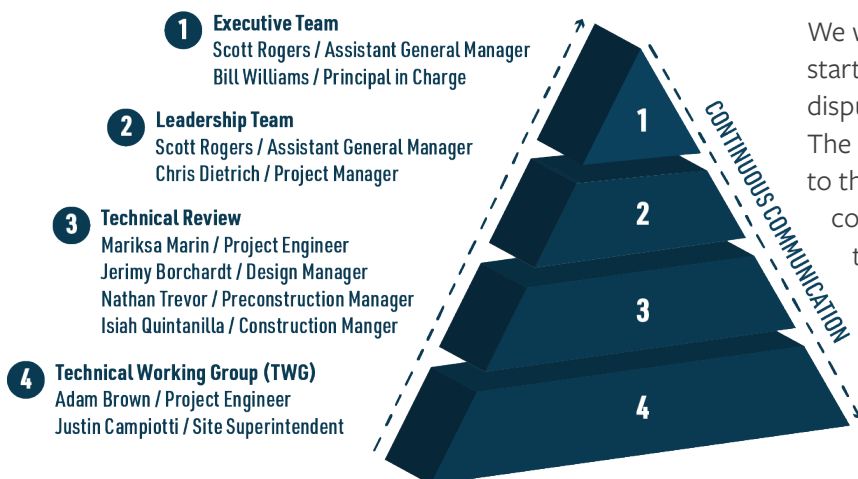 1
Executive Team
Scott Rogers / Assistant General Manager
Bill Williams / Principal in Charge
2
Leadership Team
Scott Rogers / Assistant General Manager
Chris Dietrich / Project Manager
3
Technical Review
Mariksa Marin / Project Engineer
Jerimy Borchardt / Design Manager
Nathan Trevor / Preconstruction Manager
Isiah Quintanilla / Construction Manger
4
Technical Working Group (TWG)
Adam Brown / Project Engineer
Justin Campiotti / Site Superintendent
1
2
3
4
CONTINUOUS COMMUNICATION
We
start
The
to